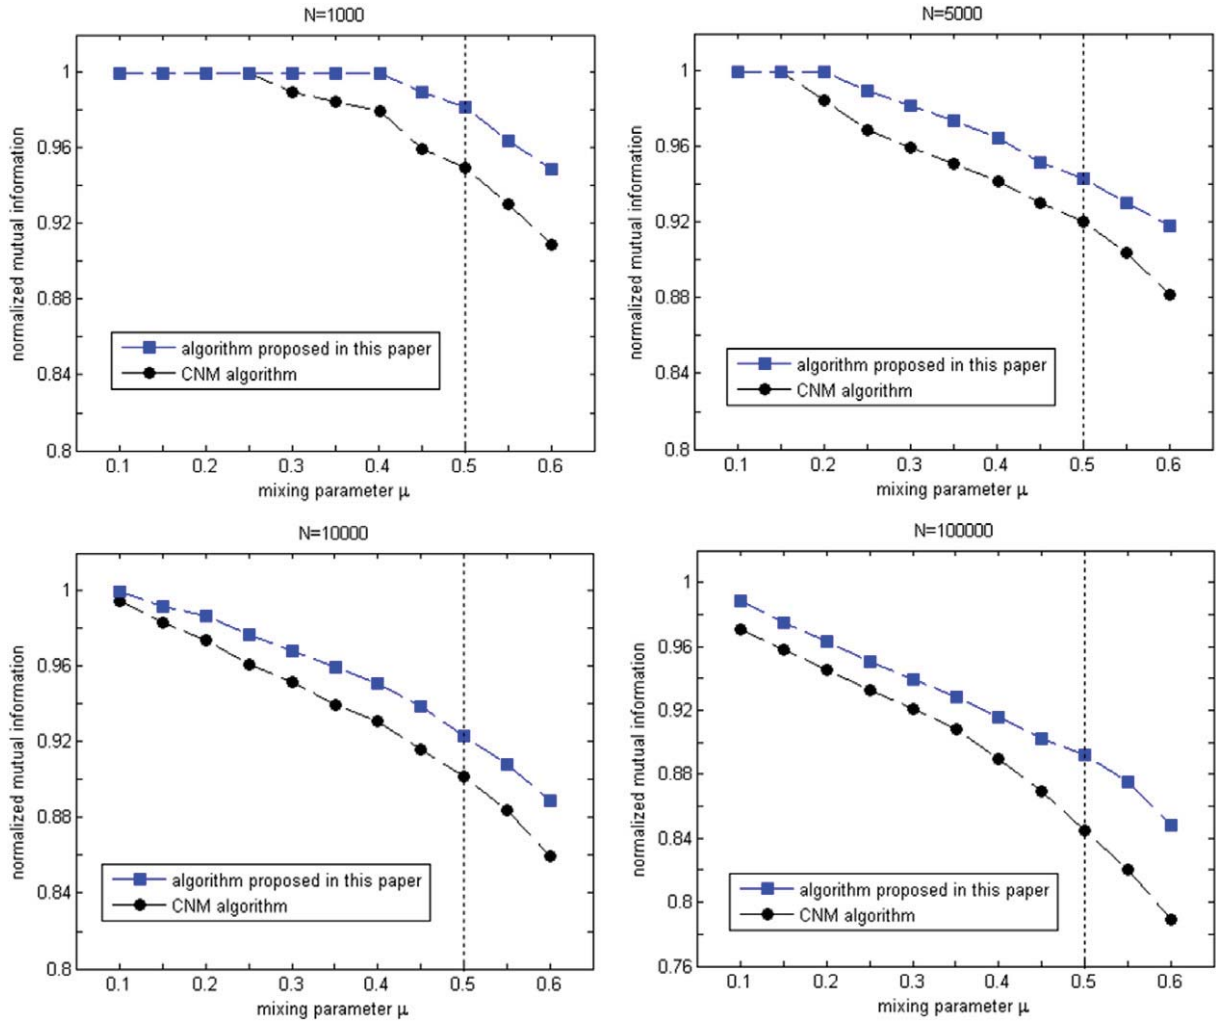 N=1000
normalized mutual information
1
0.96
0.92
0.88
0.84
0.8
algorithm proposed in this paper
CNM algorithm
0.1 0.2 0.3 0.4 0.5 0.6
mixing parameter μ
N=5000
normalized mutual information
1
0.96
0.92
0.88
0.84
0.8
algorithm proposed in this paper
CNM algorithm
0.1 0.2 0.3 0.4 0.5 0.6
mixing parameter μ
N=10000
normalized mutual information
1
0.96
0.92
0.88
0.84
0.8
algorithm proposed in this paper
CNM algorithm
0.1 0.2 0.3 0.4 0.5 0.6
mixing parameter μ
N=100000
normalized mutual information
1
0.96
0.92
0.88
0.84
0.8
0.76
algorithm proposed in this paper
CNM algorithm
0.1 0.2 0.3 0.4 0.5 0.6
mixing parameter μ